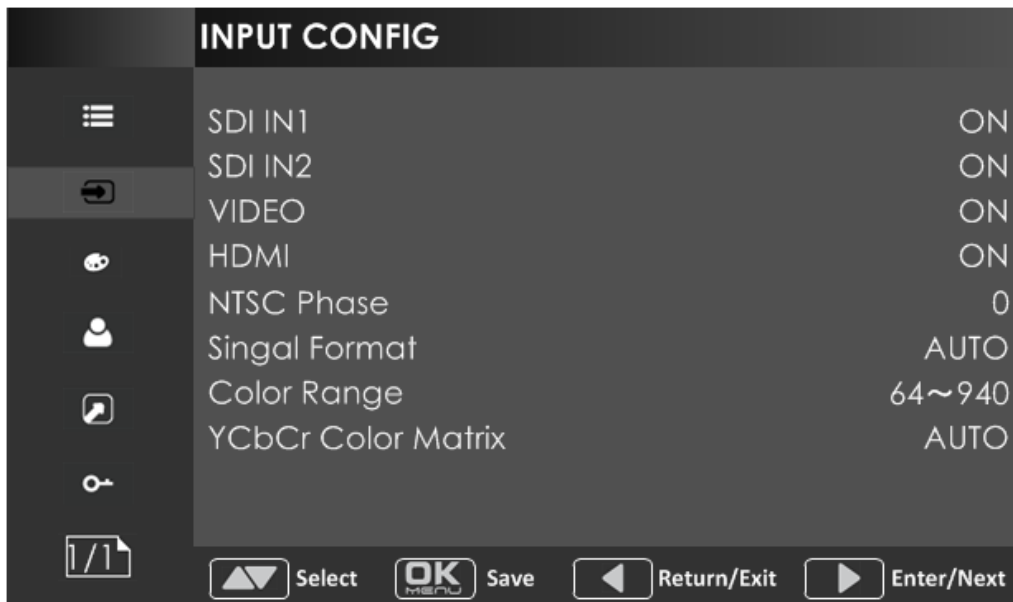 INPUT CONFIG
SDI IN1 ON
SDI IN2 ON
VIDEO ON
HDMI ON
NTSC Phase 0
Singal Format AUTO
Color Range 64~940
YCbCr Color Matrix AUTO
1/1
Select OK MENU Save Return/Exit Enter/Next